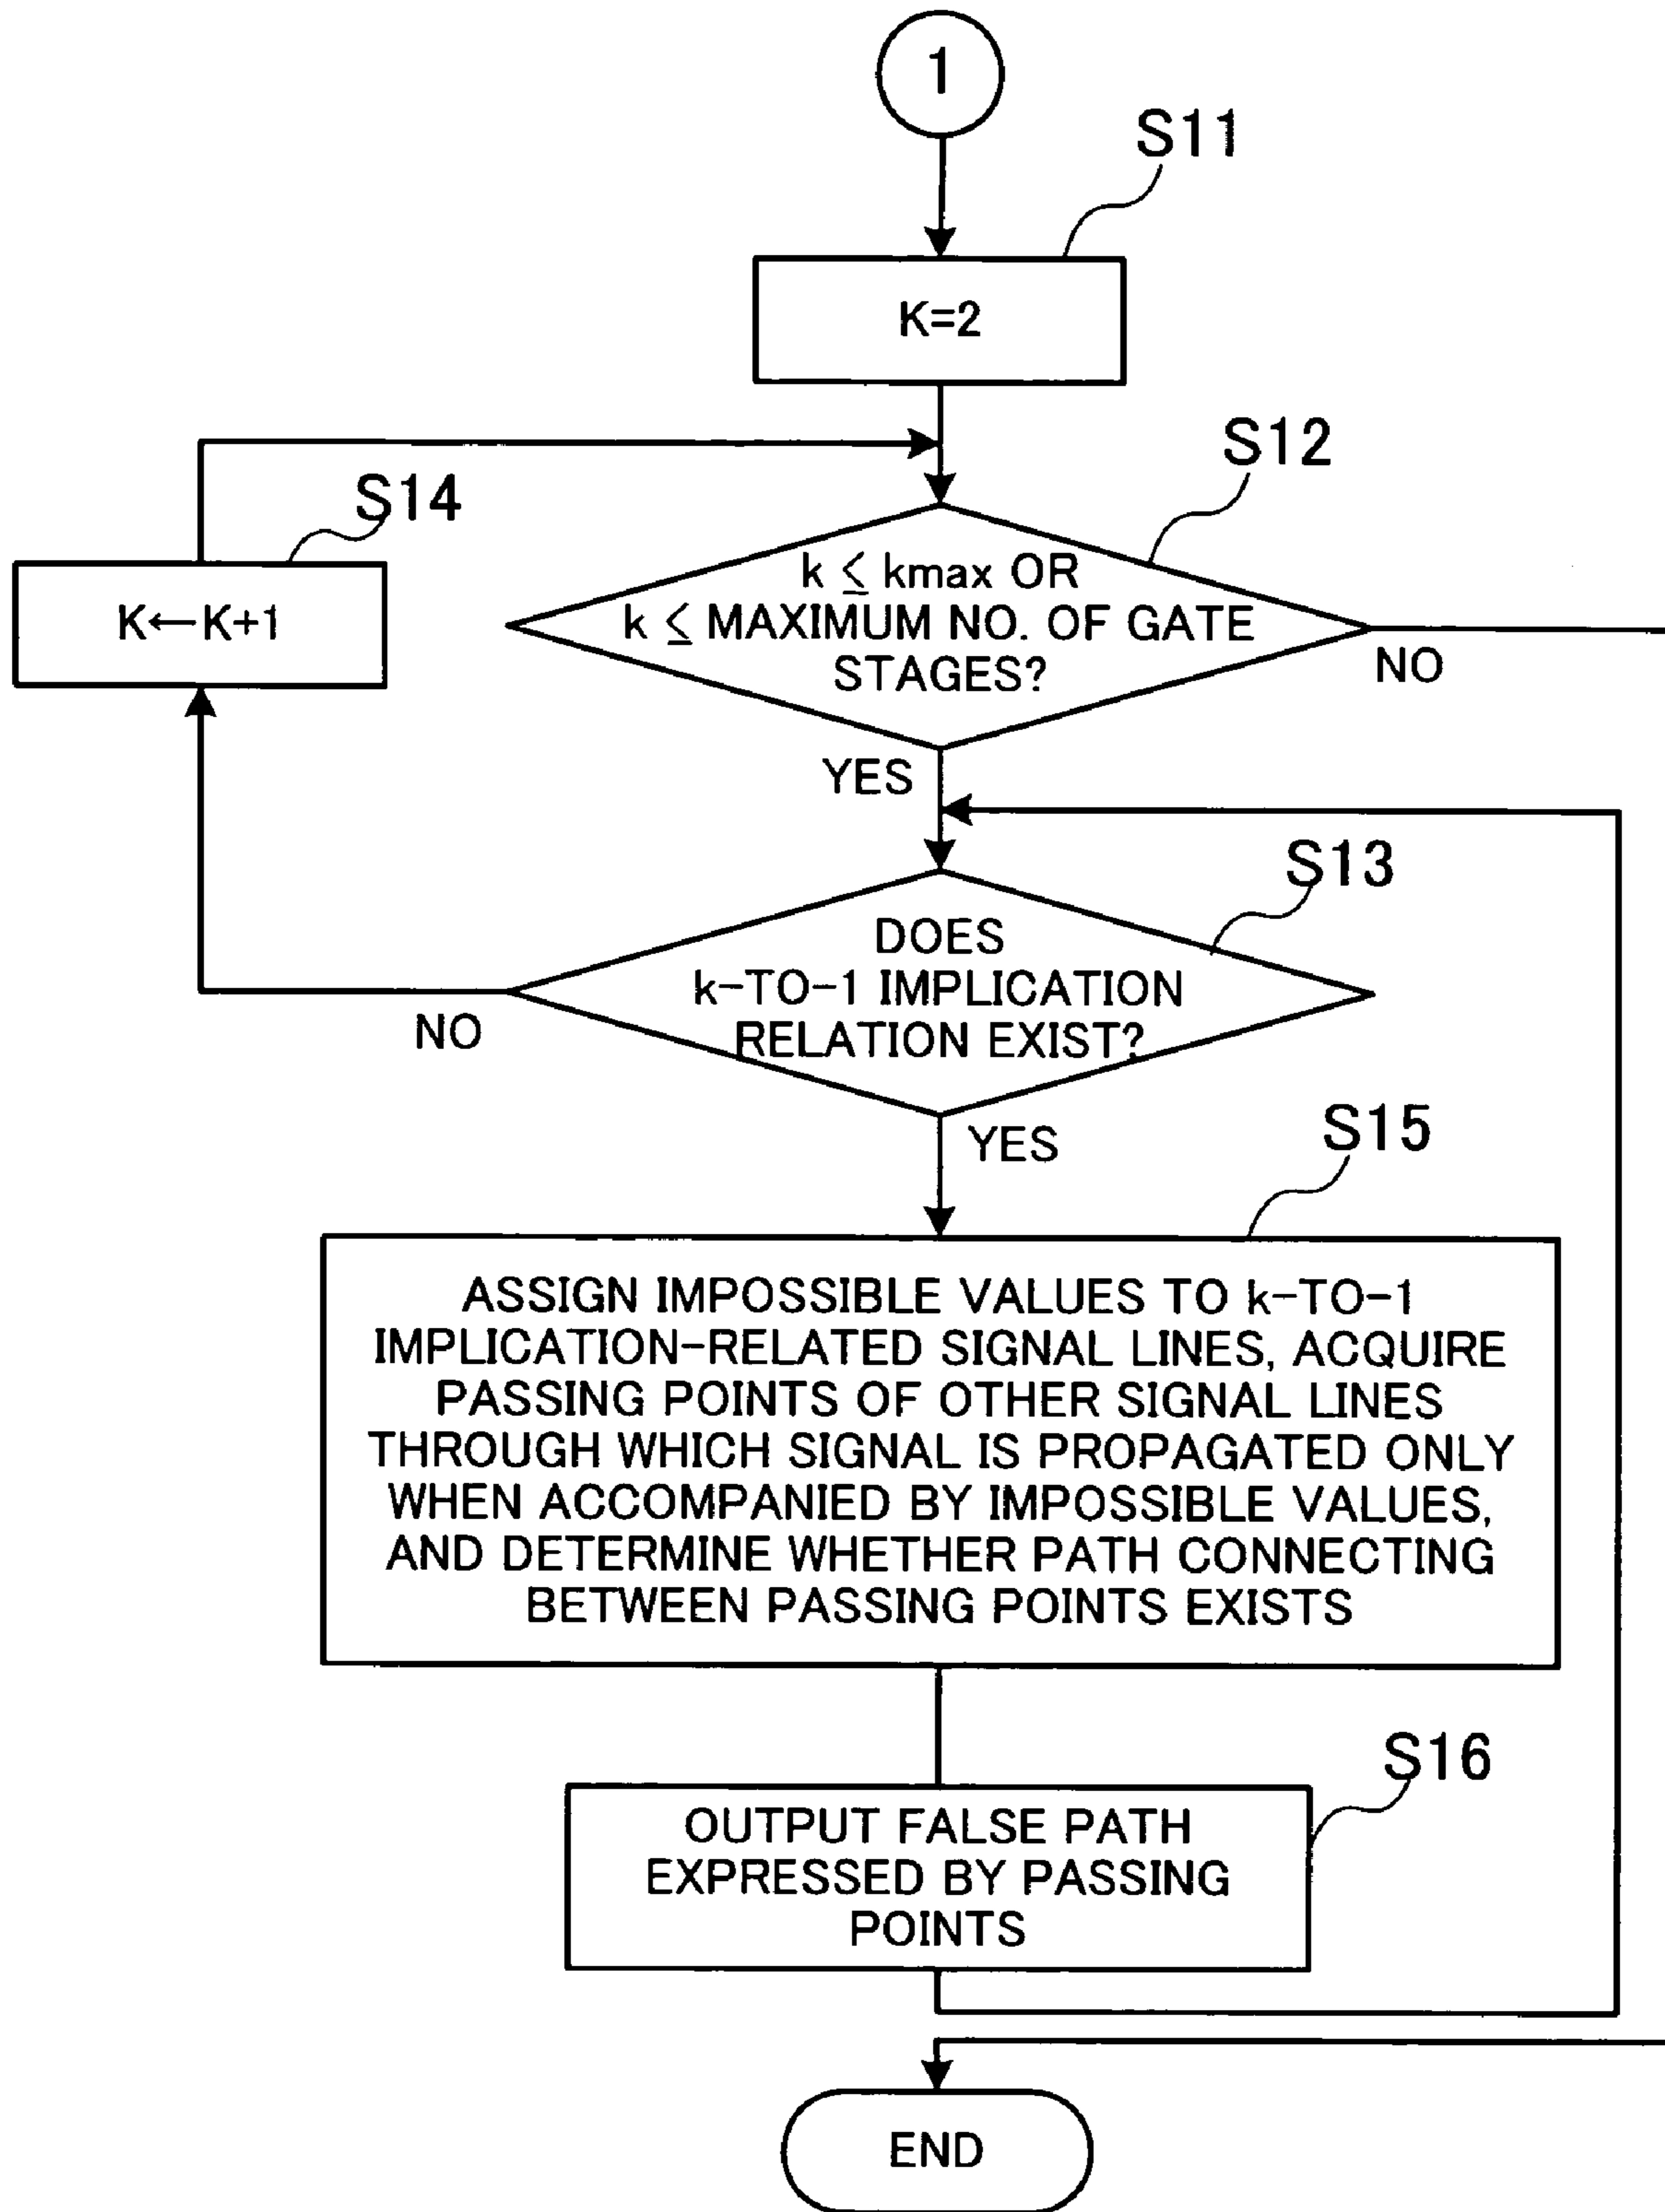 1
S11
K=2
S12
S14
k ≤ kmax OR
k ≤ MAXIMUM NO. OF GATE
STAGES?
K←K+1
NO
YES
S13
DOES
k-TO-1 IMPLICATION
RELATION EXIST?
NO
YES
S15
ASSIGN IMPOSSIBLE VALUES TO k-TO-1
IMPLICATION-RELATED SIGNAL LINES, ACQUIRE
PASSING POINTS OF OTHER SIGNAL LINES
THROUGH WHICH SIGNAL IS PROPAGATED ONLY
WHEN ACCOMPANIED BY IMPOSSIBLE VALUES,
AND DETERMINE WHETHER PATH CONNECTING
BETWEEN PASSING POINTS EXISTS
S16
OUTPUT FALSE PATH
EXPRESSED BY PASSING
POINTS
END